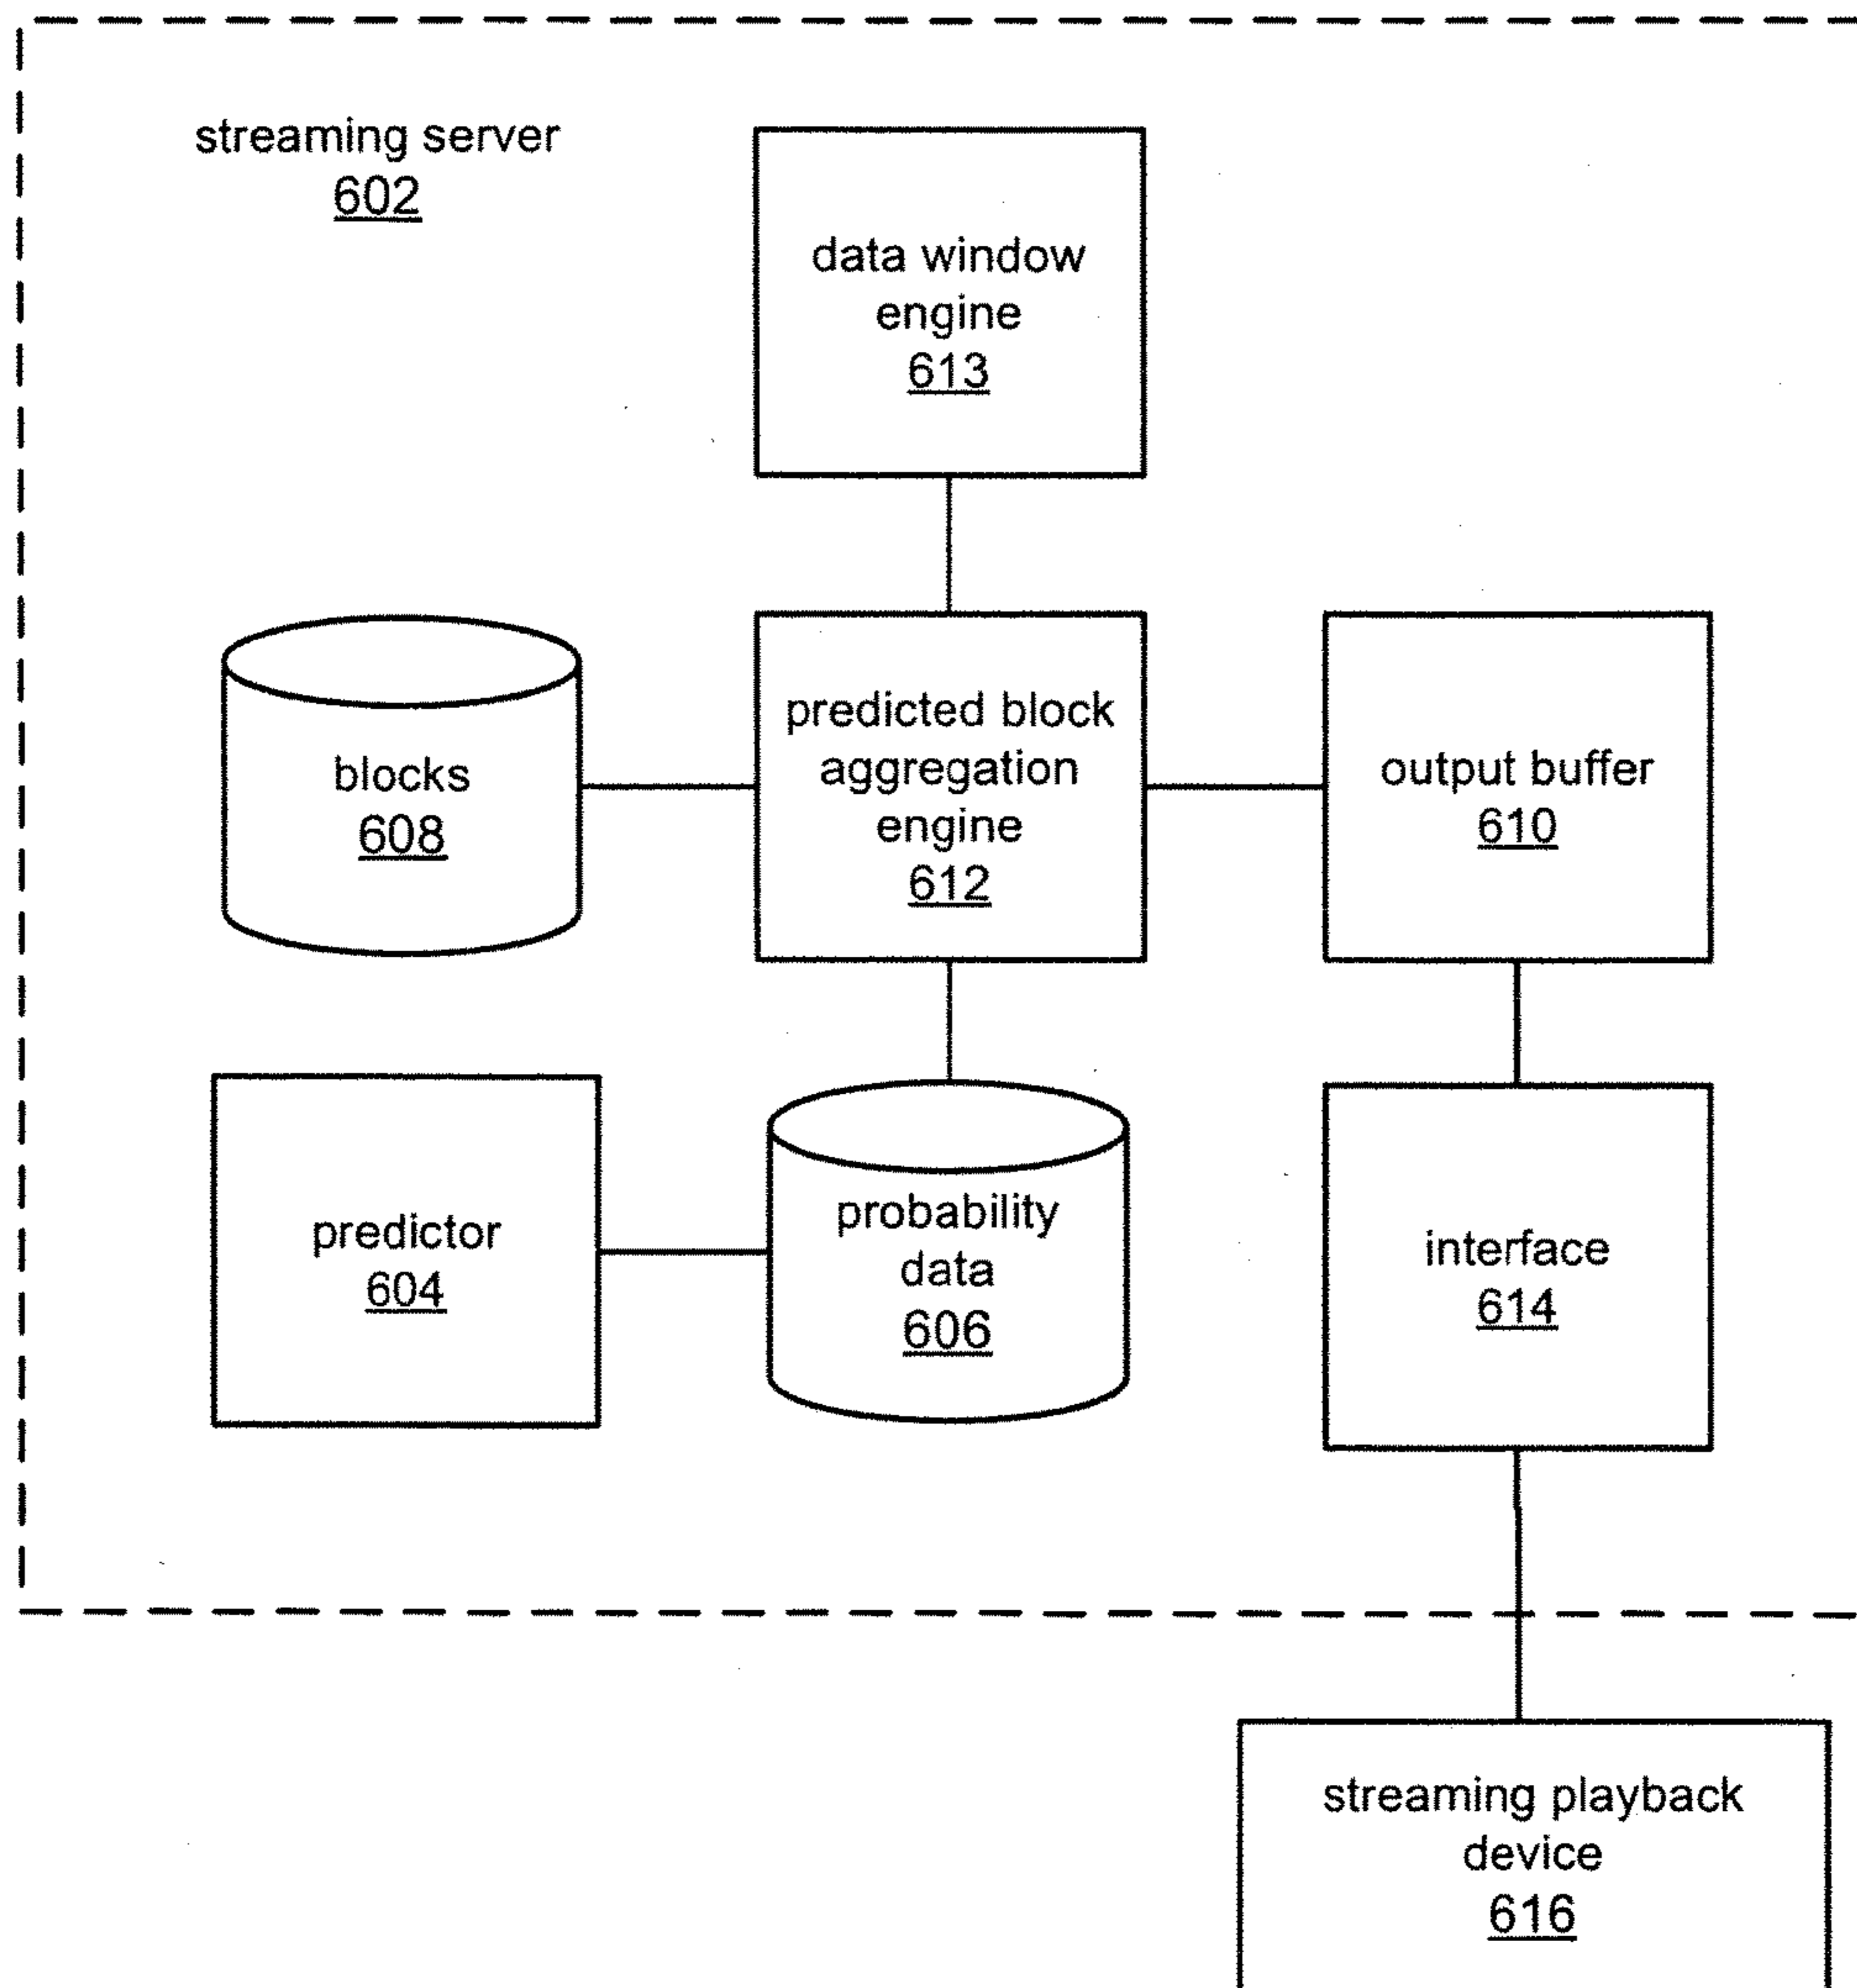 streaming server
602
data window
engine
613
blocks
608
predicted block
aggregation
engine
612
output buffer
610
predictor
604
probability
data
606
interface
614
streaming playback
device
616